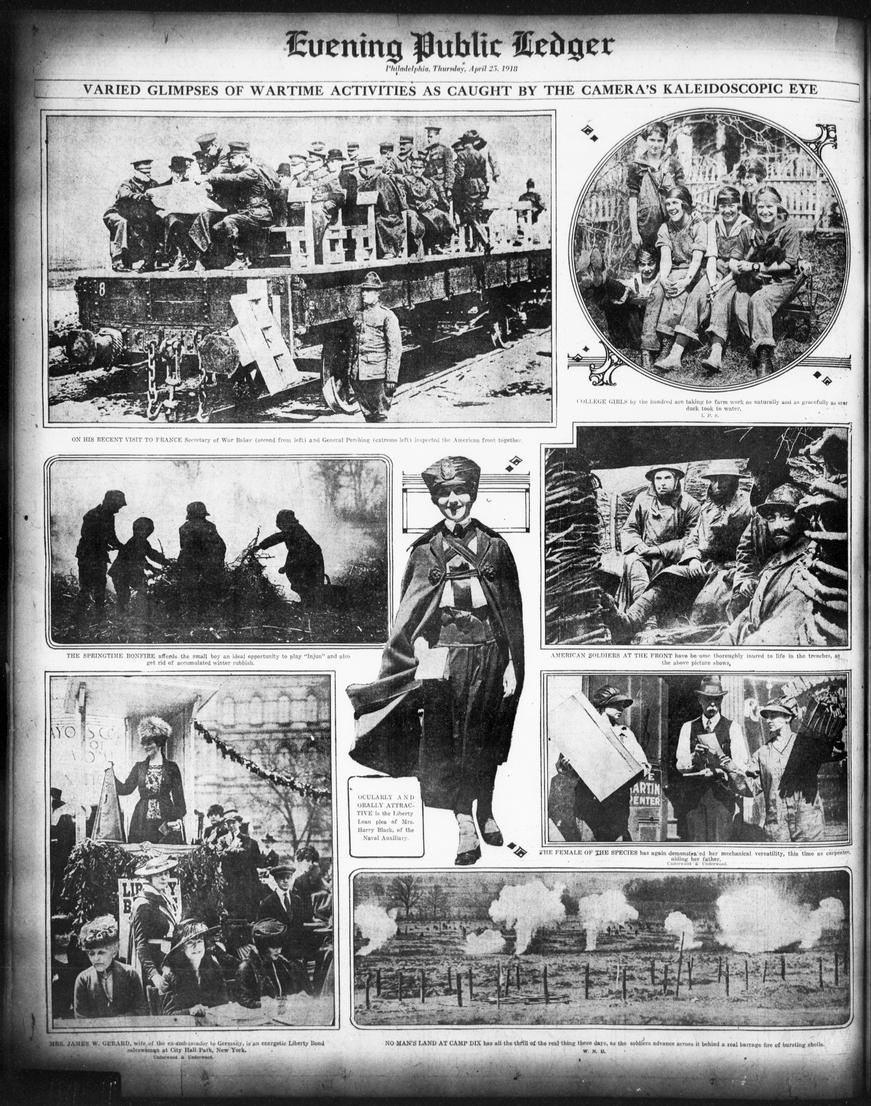 Evening Public Ledger
Philadelphia, Thursday, April 25, 1918
VARIED GLIMPSES OF WARTIME ACTIVITIES AS CAUGHT BY THE CAMERA'S KALEIDOSCOPIC EYE
8
COLLEGE GIRLS by the hundred are taking to farm work as naturally and as gracefully as ever
duck took to water.
I. F. S.
ON HIS RECENT VISIT TO FRANCE Secretary of War Baker (second from left) and General Pershing (extreme left) inspected the American front together.
THE SPRINGTIME BONFIRE affords the small boy an ideal opportunity to play "Injun" and also
get rid of accumulated winter rubbish.
AMERICAN SOLDIERS AT THE FRONT have become thoroughly inured to life in the trenches, as
the above picture shows.
OCULARLY AND
ORALLY ATTRAC-
TIVE is the Liberty
Loan plea of Mrs.
Harry Black, of the
Naval Auxiliary.
MARTIN
THE FEMALE OF THE SPECIES has again demonstrated her mechanical versatility, this time as carpenter,
aiding her father.
Underwood & Underwood.
MRS. JAMES W. GERARD, wife of the ex-ambassador to Germany, is an energetic Liberty Bond
saleswoman at City Hall Park, New York.
Underwood & Underwood.
NO MAN'S LAND AT CAMP DIX has all the thrill of the real thing these days, as the soldiers advance across it behind a real barrage fire of bursting shells.
W. N. U.